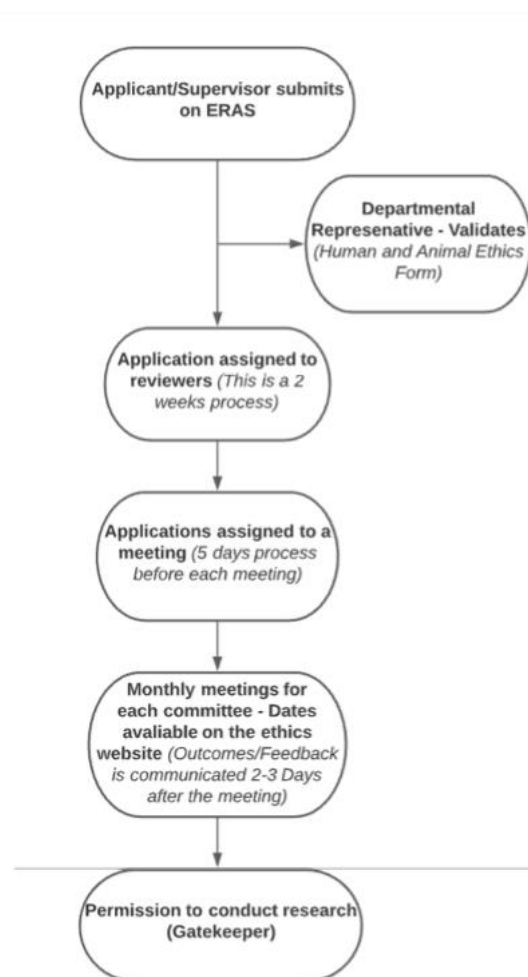 Applicant/Supervisor submits
on ERAS
Departmental
Represenative - Validates
(Human and Animal Ethics
Form)
Application assigned to
reviewers (This is a 2
weeks process)
Applications assigned to a
meeting (5 days process
before each meeting)
Monthly meetings for
each committee - Dates
avaliable on the ethics
website (Outcomes/Feedback
is communicated 2-3 Days
after the meeting)
Permission to conduct research
(Gatekeeper)